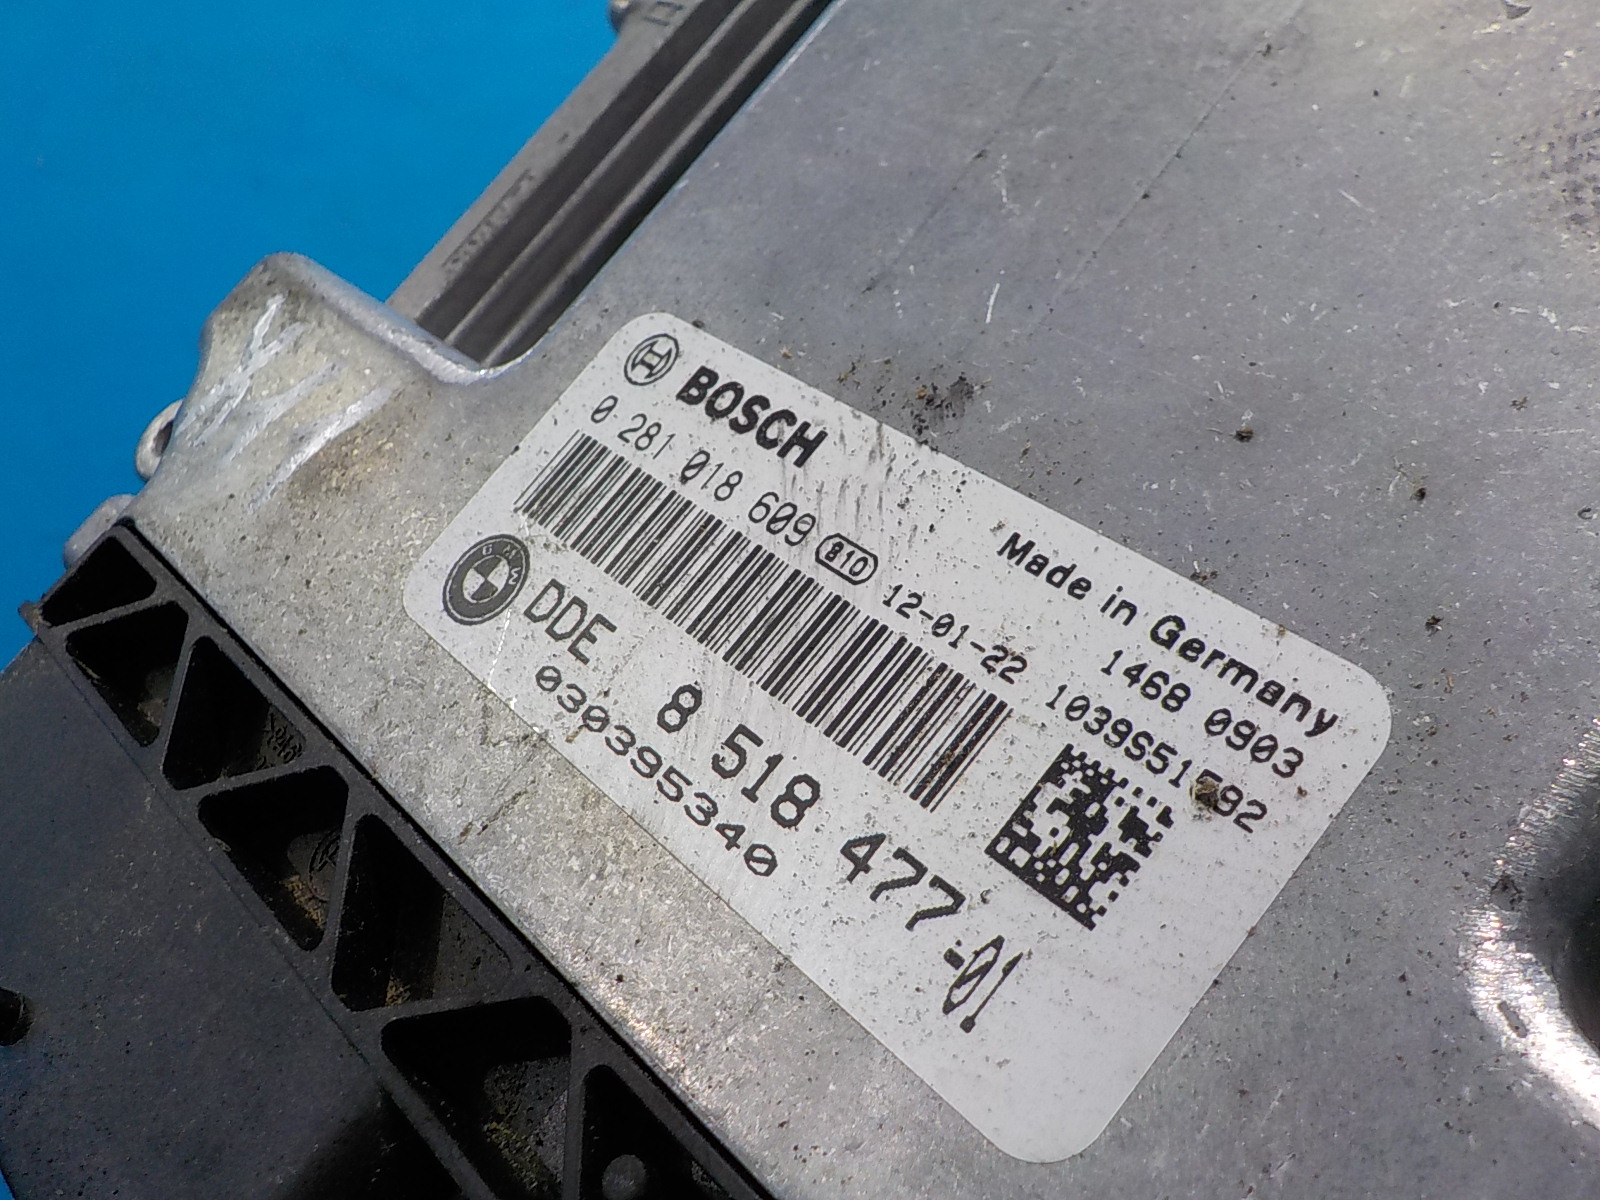 BOSCH
0 281 018 609 810 12-01-22
Made in Germany
1468 0903
BMW DDE 8 518 477-01
030395340